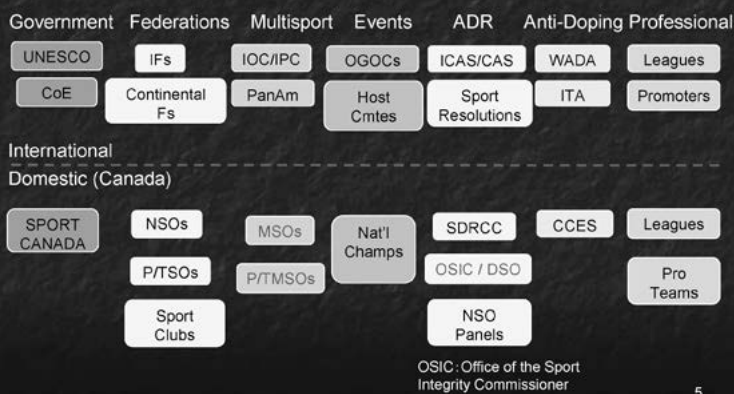 Government Federations Multisport Events ADR Anti-Doping Professional
UNESCO IFs IOC/IPC OGOCs ICAS/CAS WADA Leagues
CoE Continental Fs PanAm Host Cmtes Sport Resolutions ITA Promoters
International
Domestic (Canada)
SPORT CANADA NSOs MSOs Nat'l Champs SDRCC CCES Leagues
P/TSOs P/TMSOs OSIC / DSO Pro Teams
Sport Clubs NSO Panels
OSIC: Office of the Sport
Integrity Commissioner
5